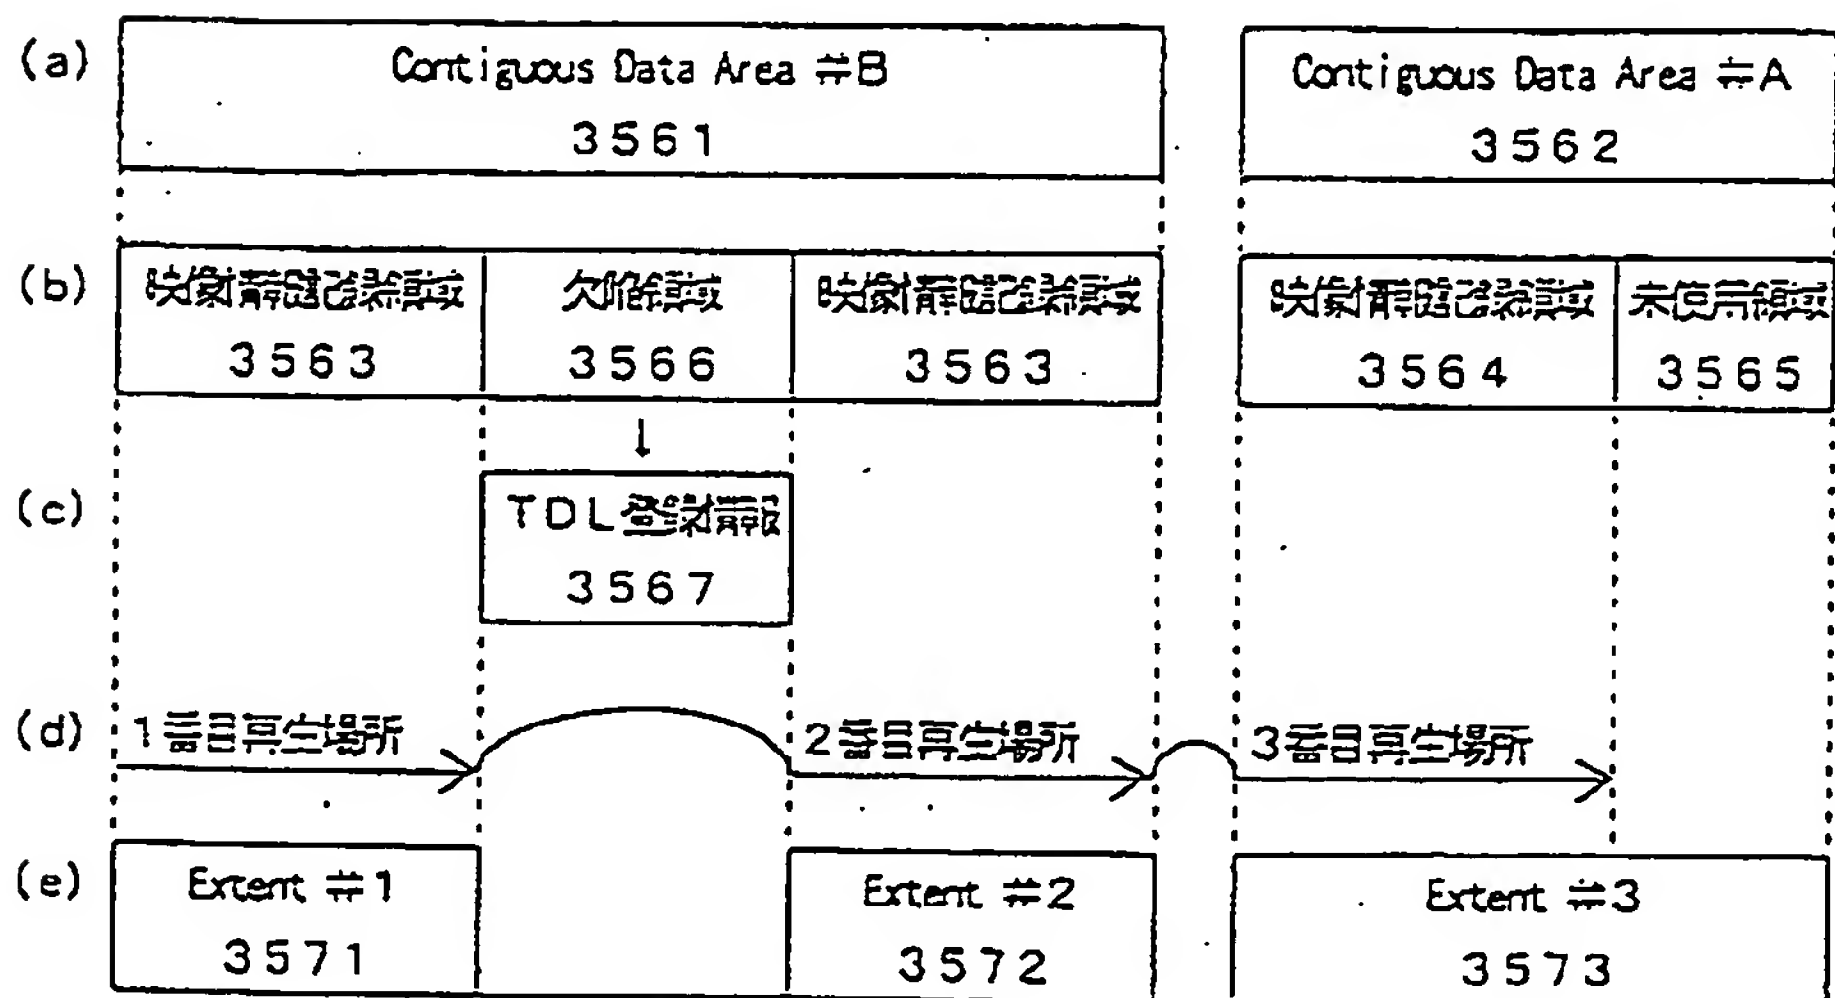 (a)
Contiguous Data Area #B
3561
Contiguous Data Area #A
3562
(b)
映像情報記録領域
3563
欠陥領域
3566
映像情報記録領域
3563
映像情報記録領域
3564
未使用領域
3565
↓
(c)
TDL登録情報
3567
(d)
1番目再生場所
2番目再生場所
3番目再生場所
(e)
Extent #1
3571
Extent #2
3572
Extent #3
3573